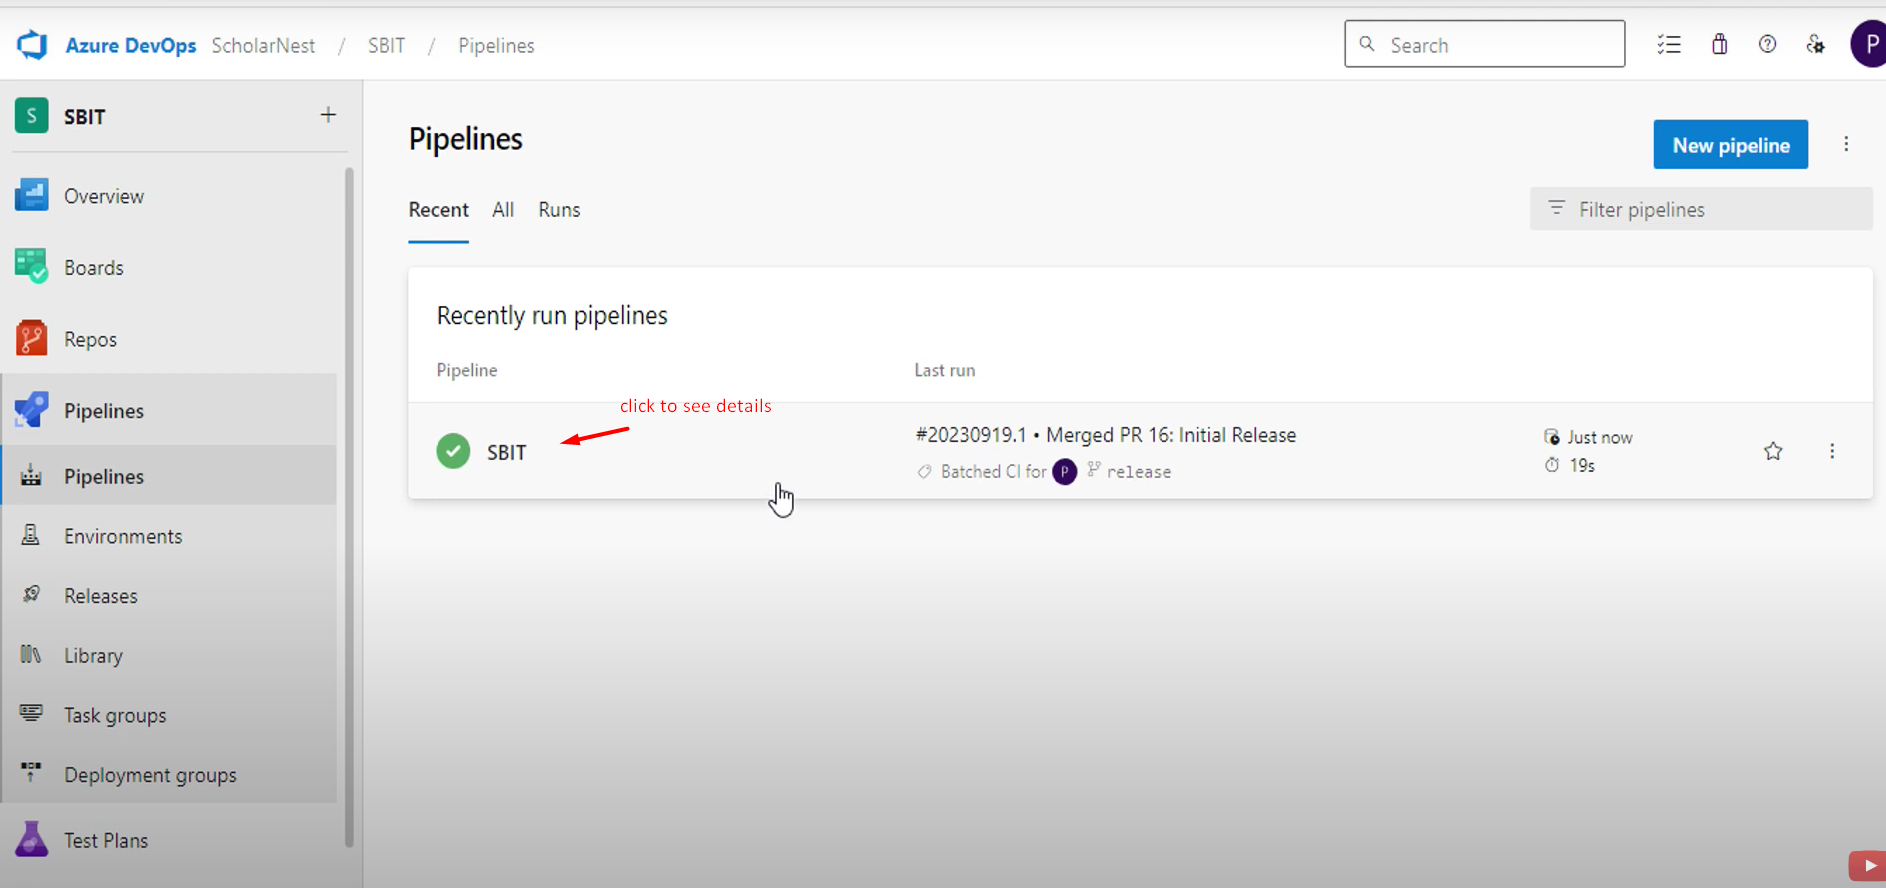 Azure DevOps ScholarNest / SBIT / Pipelines
Search
P
S SBIT
Overview
Boards
Repos
Pipelines
Pipelines
Environments
Releases
Library
Task groups
Deployment groups
Test Plans
Pipelines
New pipeline
Recent All Runs
Filter pipelines
Recently run pipelines
Pipeline Last run
click to see details
SBIT
#20230919.1 • Merged PR 16: Initial Release
Batched CI for P release
Just now
19s